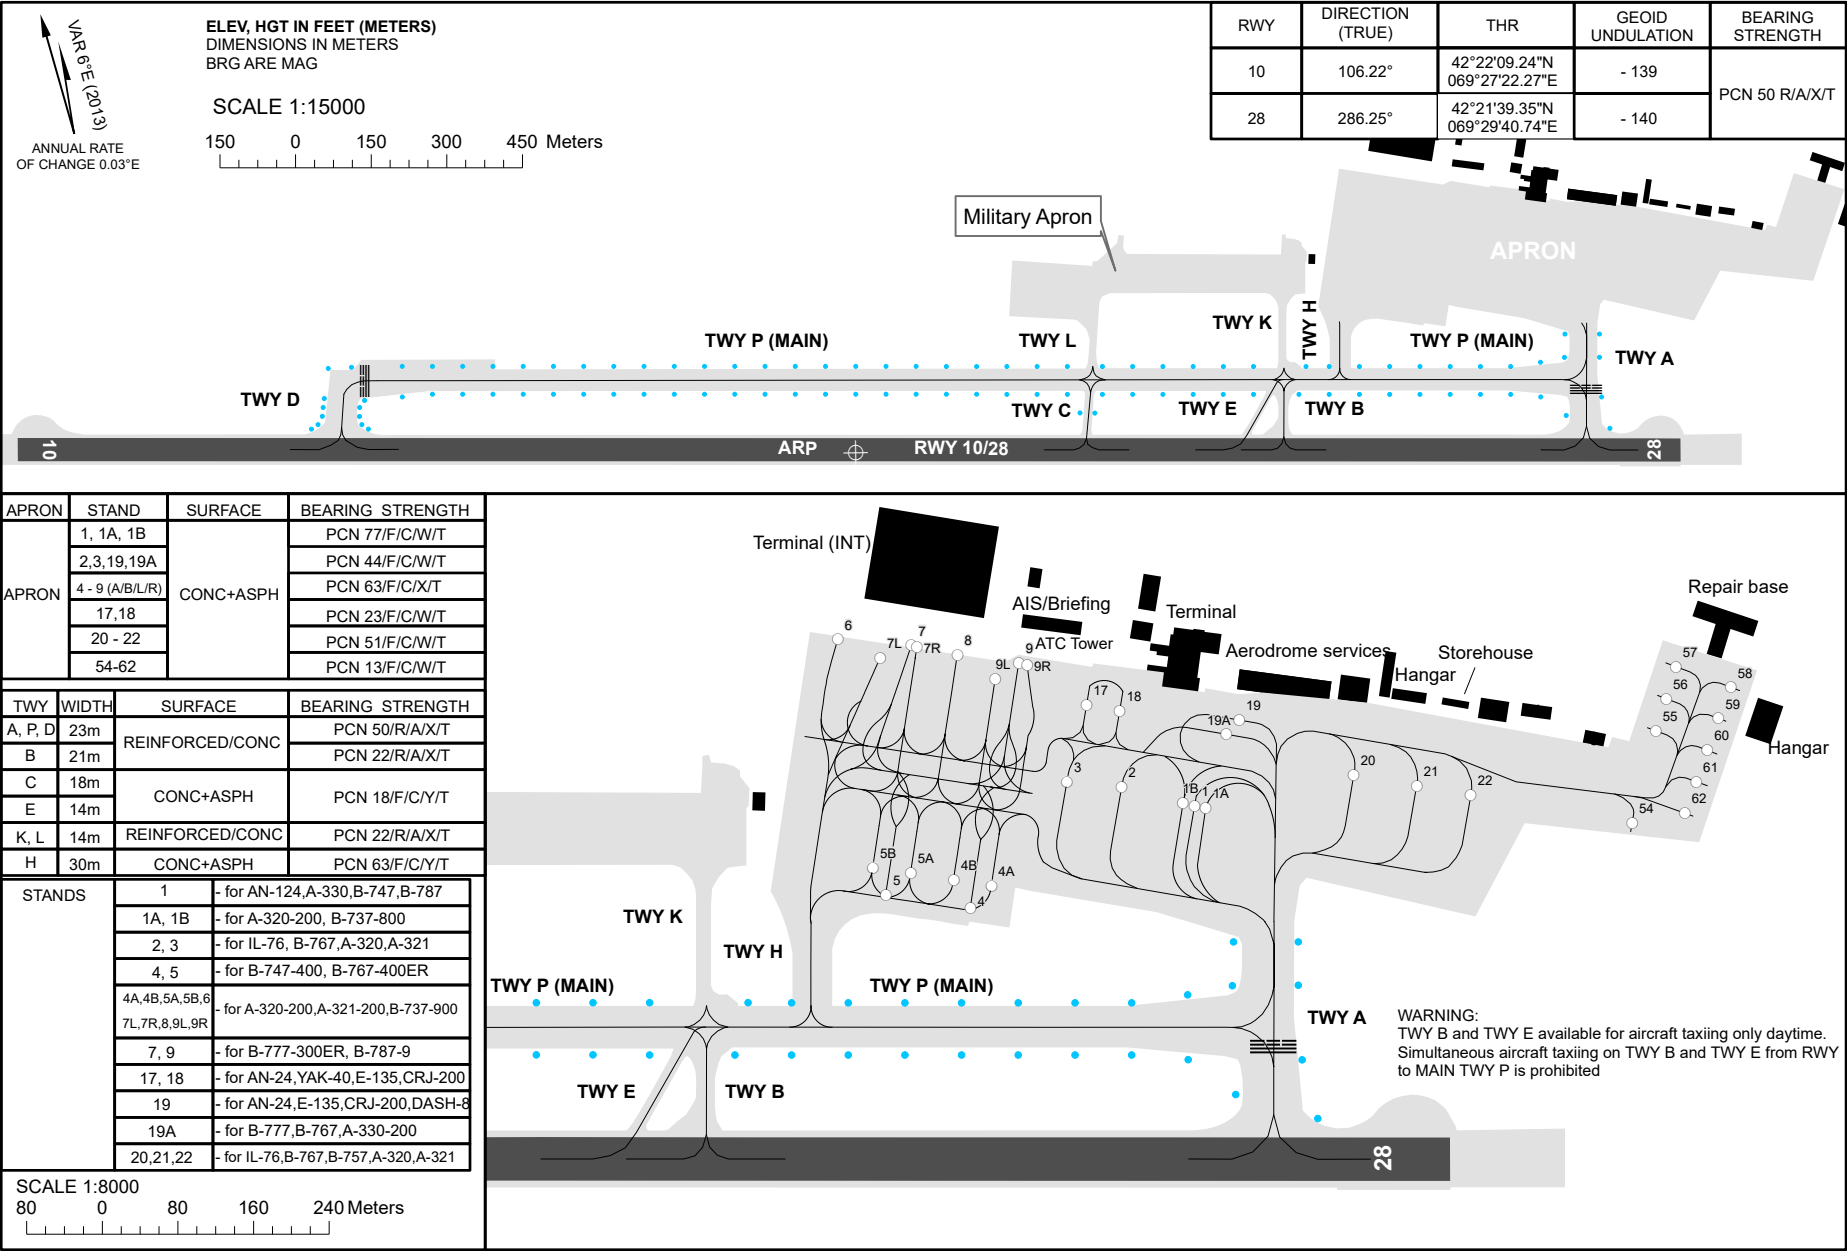 VAR 6°E (2013)
ANNUAL RATE
OF CHANGE 0.03°E
ELEV, HGT IN FEET (METERS)
DIMENSIONS IN METERS
BRG ARE MAG
SCALE 1:15000
150 0 150 300 450 Meters
RWY DIRECTION (TRUE) THR GEOID UNDULATION BEARING STRENGTH
10 106.22° 42°22'09.24"N 069°27'22.27"E - 139 PCN 50 R/A/X/T
28 286.25° 42°21'39.35"N 069°29'40.74"E - 140
Military Apron
APRON
TWY D
TWY P (MAIN)
TWY L
TWY K
TWY H
TWY P (MAIN)
TWY A
TWY C
TWY E
TWY B
10
ARP
RWY 10/28
28
APRON STAND SURFACE BEARING STRENGTH
APRON
1, 1A, 1B PCN 77/F/C/W/T
2,3,19,19A PCN 44/F/C/W/T
4 - 9 (A/B/L/R) CONC+ASPH PCN 63/F/C/X/T
17,18 PCN 23/F/C/W/T
20 - 22 PCN 51/F/C/W/T
54-62 PCN 13/F/C/W/T
TWY WIDTH SURFACE BEARING STRENGTH
A, P, D 23m REINFORCED/CONC PCN 50/R/A/X/T
B 21m PCN 22/R/A/X/T
C 18m CONC+ASPH PCN 18/F/C/Y/T
E 14m
K, L 14m REINFORCED/CONC PCN 22/R/A/X/T
H 30m CONC+ASPH PCN 63/F/C/Y/T
STANDS
1 - for AN-124,A-330,B-747,B-787
1A, 1B - for A-320-200, B-737-800
2, 3 - for IL-76, B-767,A-320,A-321
4, 5 - for B-747-400, B-767-400ER
4A,4B,5A,5B,6
7L,7R,8,9L,9R - for A-320-200,A-321-200,B-737-900
7, 9 - for B-777-300ER, B-787-9
17, 18 - for AN-24,YAK-40,E-135,CRJ-200
19 - for AN-24,E-135,CRJ-200,DASH-8
19A - for B-777,B-767,A-330-200
20,21,22 - for IL-76,B-767,B-757,A-320,A-321
SCALE 1:8000
80 0 80 160 240 Meters
Terminal (INT)
AIS/Briefing
ATC Tower
Terminal
Aerodrome services
Hangar
Storehouse
Repair base
Hangar
6
7L
7
7R
8
9L
9
9R
17
18
19A
19
3
2
1B
1
1A
20
21
22
57
58
56
59
55
60
61
62
54
5B
5A
5
4B
4A
4
TWY K
TWY H
TWY P (MAIN)
TWY P (MAIN)
TWY A
TWY E
TWY B
28
WARNING:
TWY B and TWY E available for aircraft taxiing only daytime.
Simultaneous aircraft taxiing on TWY B and TWY E from RWY
to MAIN TWY P is prohibited